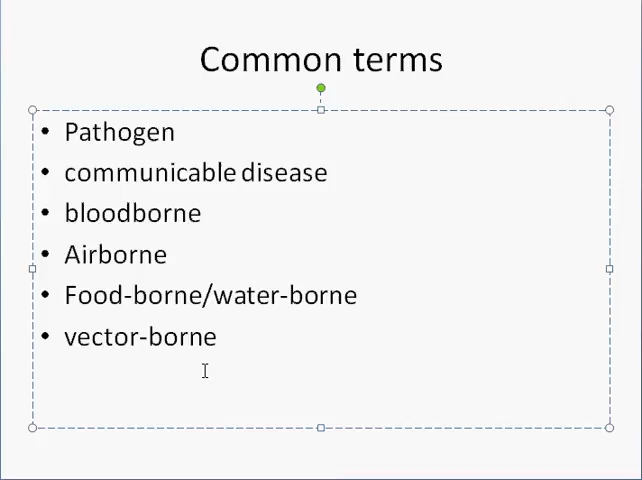 Common terms
• Pathogen
• communicable disease
• bloodborne
• Airborne
• Food-borne/water-borne
• vector-borne